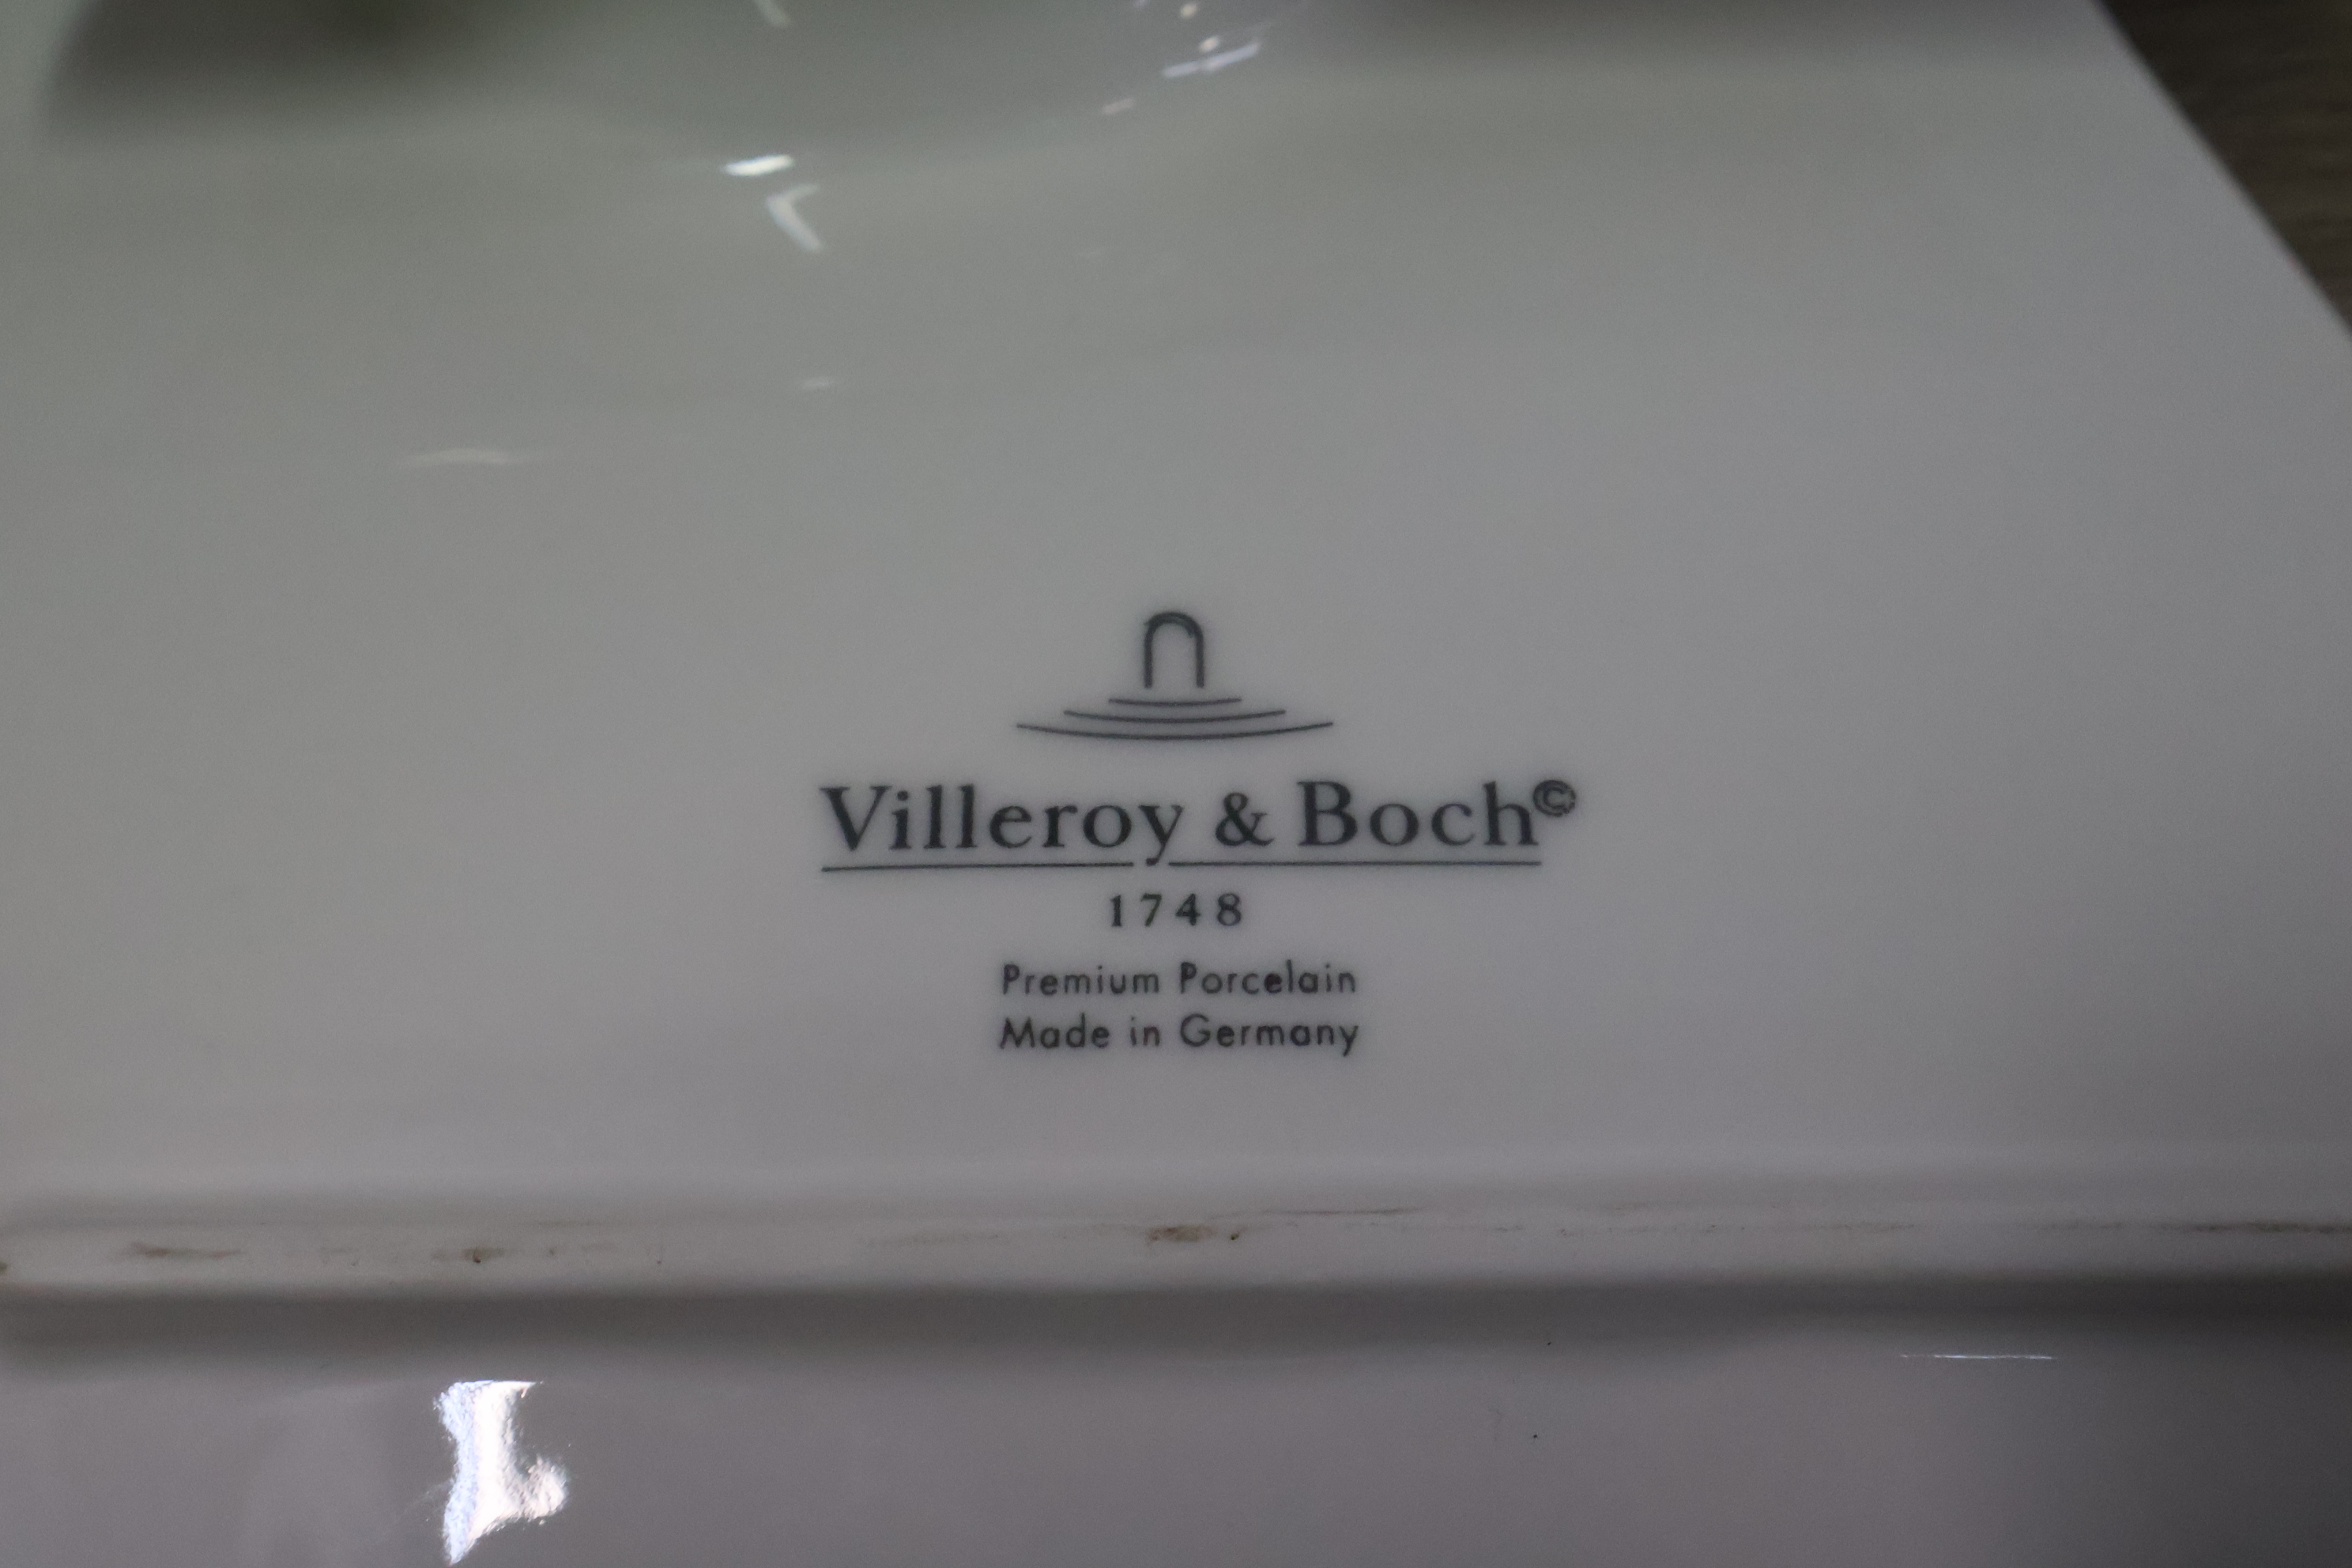 Villeroy & Boch©
1748
Premium Porcelain
Made in Germany